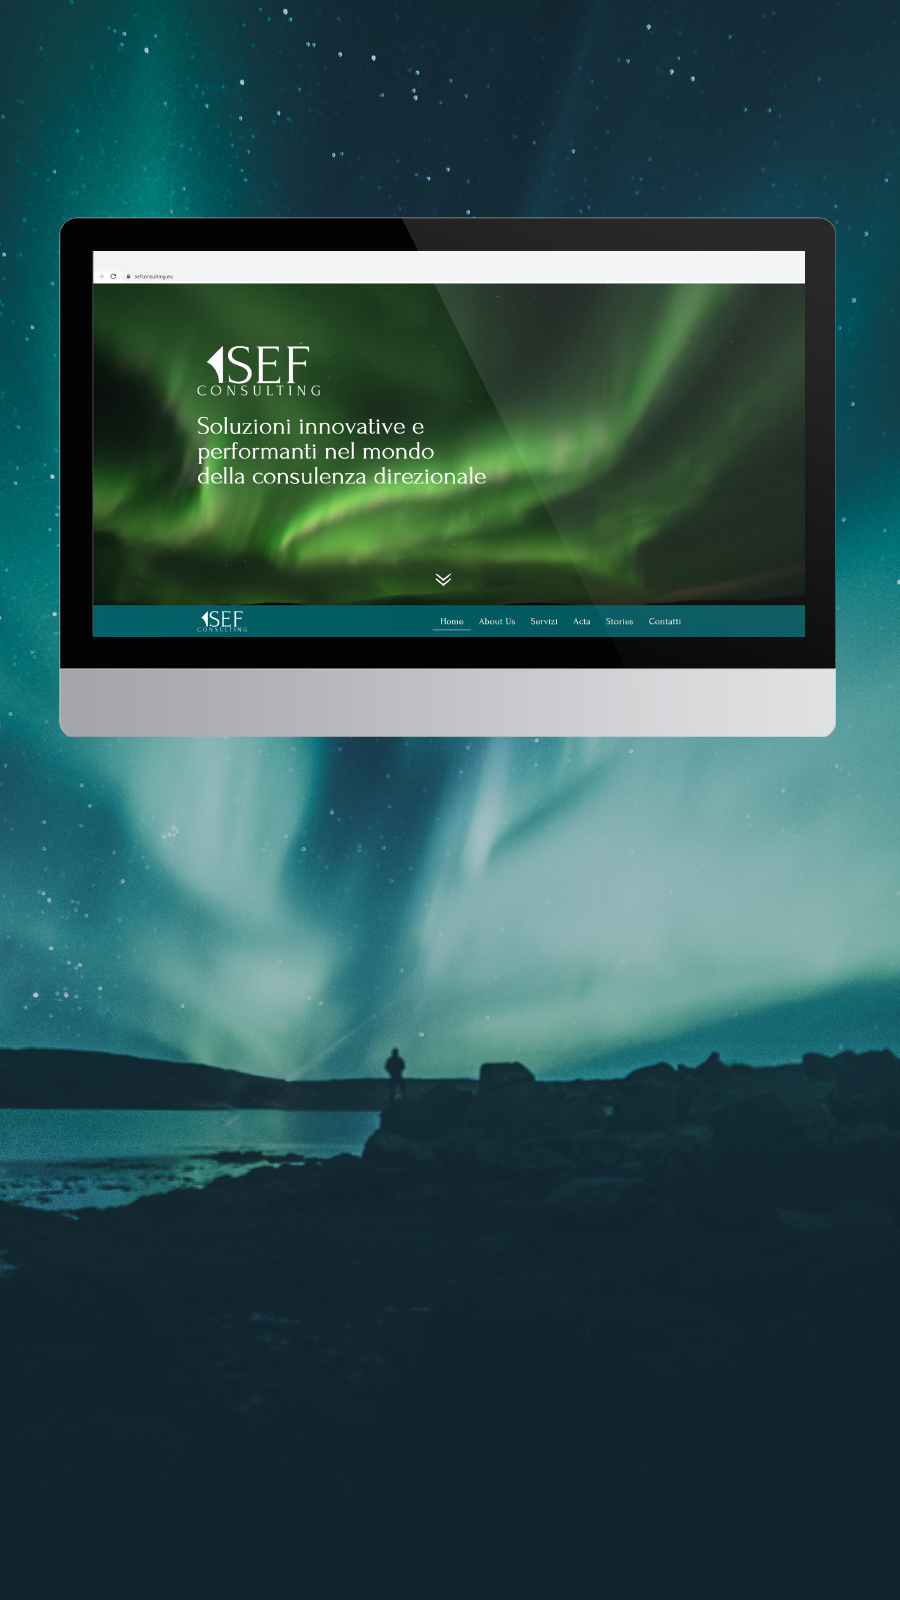 sefconsulting.eu
SEF
CONSULTING
Soluzioni innovative e
performanti nel mondo
della consulenza direzionale
SEF
CONSULTING
Home About Us Servizi Acta Stories Contatti